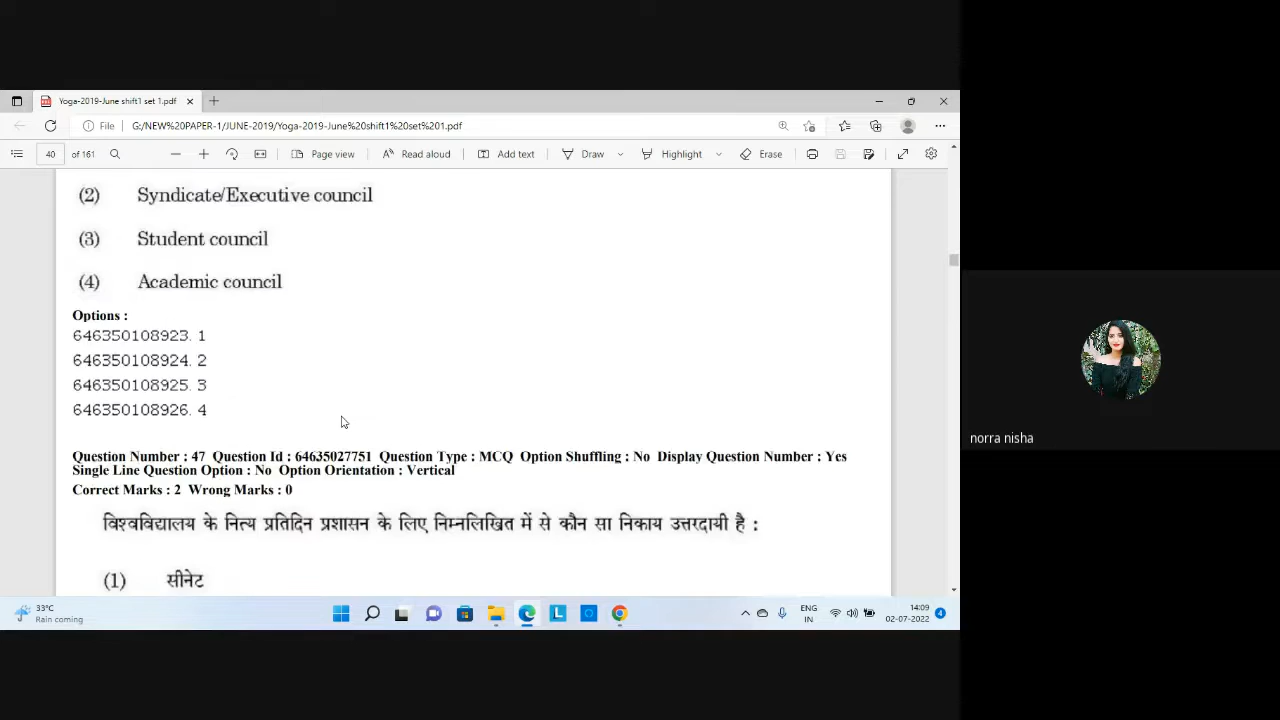 Yoga-2019-June shift1 set 1.pdf
File G:/NEW%20PAPER-1/JUNE-2019/Yoga-2019-June%20shift1%20set%201.pdf
40 of 161 Page view Read aloud Add text Draw Highlight Erase
(2) Syndicate/Executive council
(3) Student council
(4) Academic council
Options :
646350108923. 1
646350108924. 2
646350108925. 3
646350108926. 4
Question Number : 47 Question Id : 64635027751 Question Type : MCQ Option Shuffling : No Display Question Number : Yes
Single Line Question Option : No Option Orientation : Vertical
Correct Marks : 2 Wrong Marks : 0
विश्वविद्यालय के नित्य प्रतिदिन प्रशासन के लिए निम्नलिखित में से कौन सा निकाय उत्तरदायी है :
(1) सीनेट
norra nisha
33°C
Rain coming
ENG
IN
14:09
02-07-2022
4